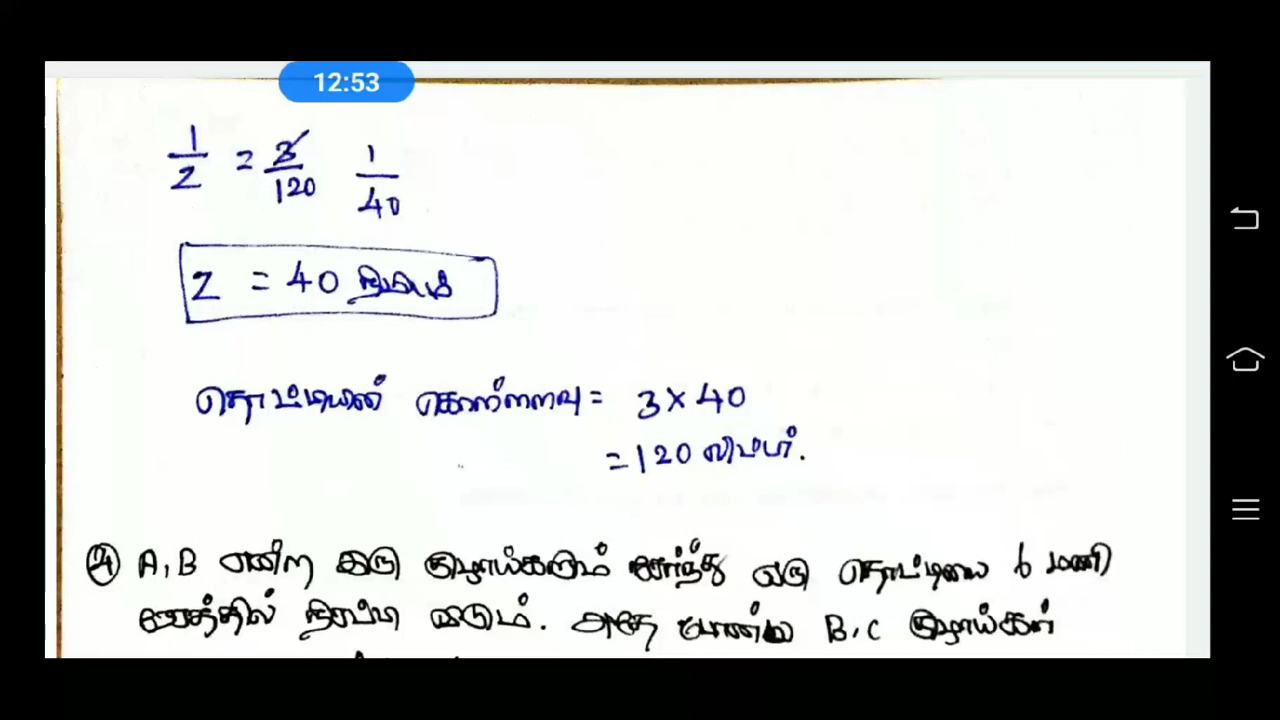 12:53
1/z = 3/120 1/40
z = 40 நிமிடம்
தொட்டியின் கொள்ளளவு = 3 × 40
= 120 லிட்டர்.
4 A, B என்ற இரு குழாய்களும் சேர்ந்து ஒரு தொட்டியை 6 மணி
நேரத்தில் நிரப்பி விடும். அதே போன்ற B, C குழாய்கள்